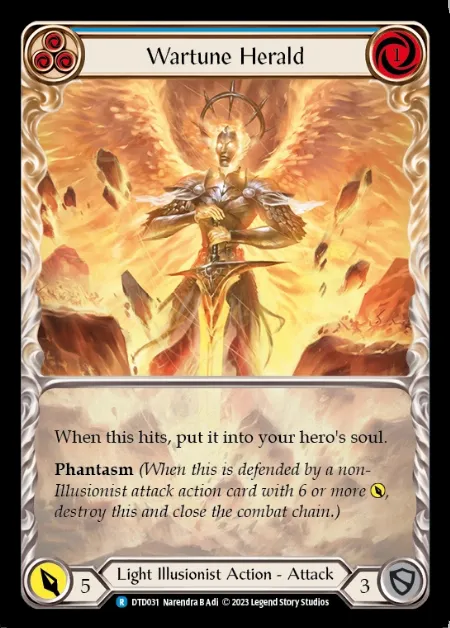 Wartune Herald
1
When this hits, put it into your hero's soul.
Phantasm (When this is defended by a non-
Illusionist attack action card with 6 or more ,
destroy this and close the combat chain.)
5
Light Illusionist Action - Attack
3
R DTD031 Narendra B Adi © 2023 Legend Story Studios